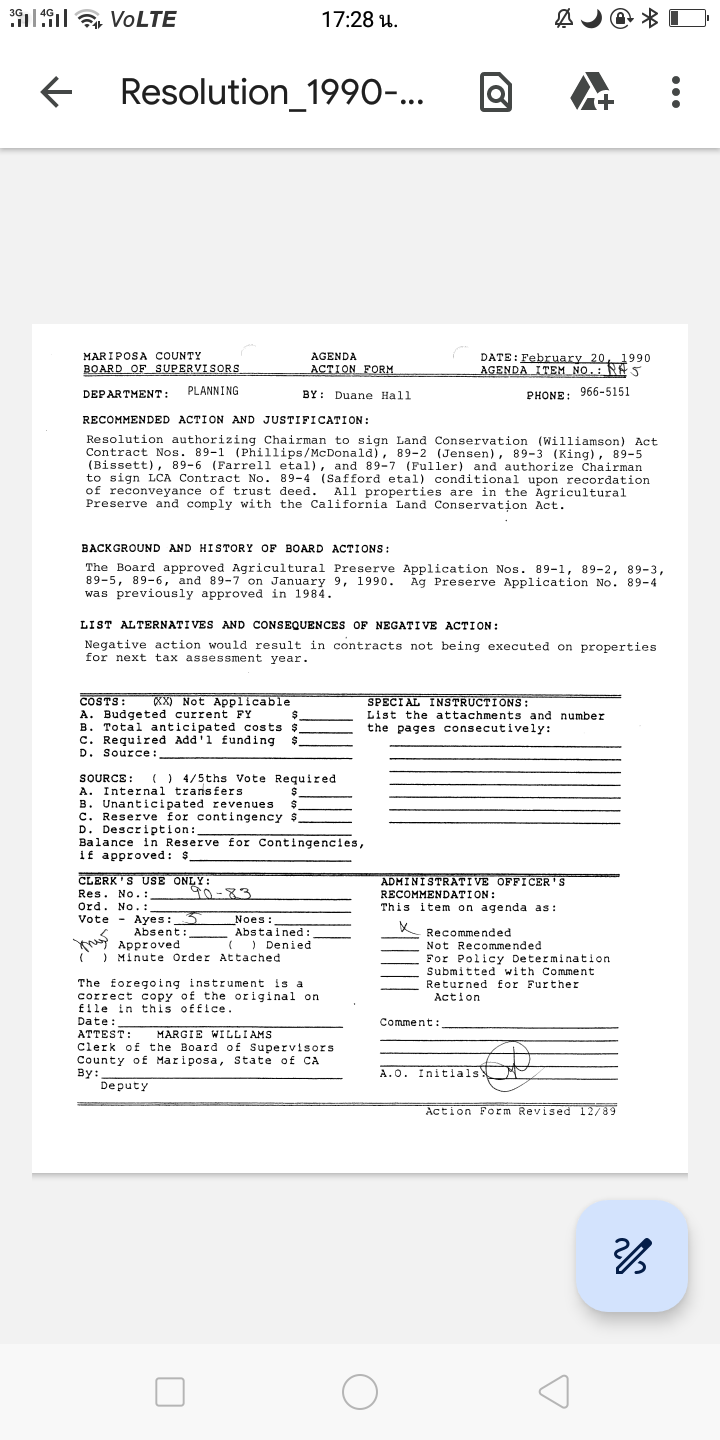 3G 4G VoLTE 17:28 น.
Resolution_1990-...
MARIPOSA COUNTY AGENDA DATE: February 20, 1990
BOARD OF SUPERVISORS ACTION FORM AGENDA ITEM NO.: 5
DEPARTMENT: PLANNING BY: Duane Hall PHONE: 966-5151
RECOMMENDED ACTION AND JUSTIFICATION:
Resolution authorizing Chairman to sign Land Conservation (Williamson) Act
Contract Nos. 89-1 (Phillips/McDonald), 89-2 (Jensen), 89-3 (King), 89-5
(Bissett), 89-6 (Farrell etal), and 89-7 (Fuller) and authorize Chairman
to sign LCA Contract No. 89-4 (Safford etal) conditional upon recordation
of reconveyance of trust deed. All properties are in the Agricultural
Preserve and comply with the California Land Conservation Act.
BACKGROUND AND HISTORY OF BOARD ACTIONS:
The Board approved Agricultural Preserve Application Nos. 89-1, 89-2, 89-3,
89-5, 89-6, and 89-7 on January 9, 1990. Ag Preserve Application No. 89-4
was previously approved in 1984.
LIST ALTERNATIVES AND CONSEQUENCES OF NEGATIVE ACTION:
Negative action would result in contracts not being executed on properties
for next tax assessment year.
COSTS: (XX) Not Applicable
A. Budgeted current FY $
B. Total anticipated costs $
C. Required Add'l funding $
D. Source:
SOURCE: ( ) 4/5ths Vote Required
A. Internal transfers $
B. Unanticipated revenues $
C. Reserve for contingency $
D. Description:
Balance in Reserve for Contingencies,
if approved: $
SPECIAL INSTRUCTIONS:
List the attachments and number
the pages consecutively:
CLERK'S USE ONLY:
Res. No.: 90-83
Ord. No.:
Vote - Ayes: 5 Noes:
Absent: Abstained:
( ) Approved ( ) Denied
( ) Minute Order Attached
The foregoing instrument is a
correct copy of the original on
file in this office.
Date:
ATTEST: MARGIE WILLIAMS
Clerk of the Board of Supervisors
County of Mariposa, State of CA
By:
Deputy
ADMINISTRATIVE OFFICER'S
RECOMMENDATION:
This item on agenda as:
X Recommended
Not Recommended
For Policy Determination
Submitted with Comment
Returned for Further
Action
Comment:
A.O. Initials:
Action Form Revised 12/89